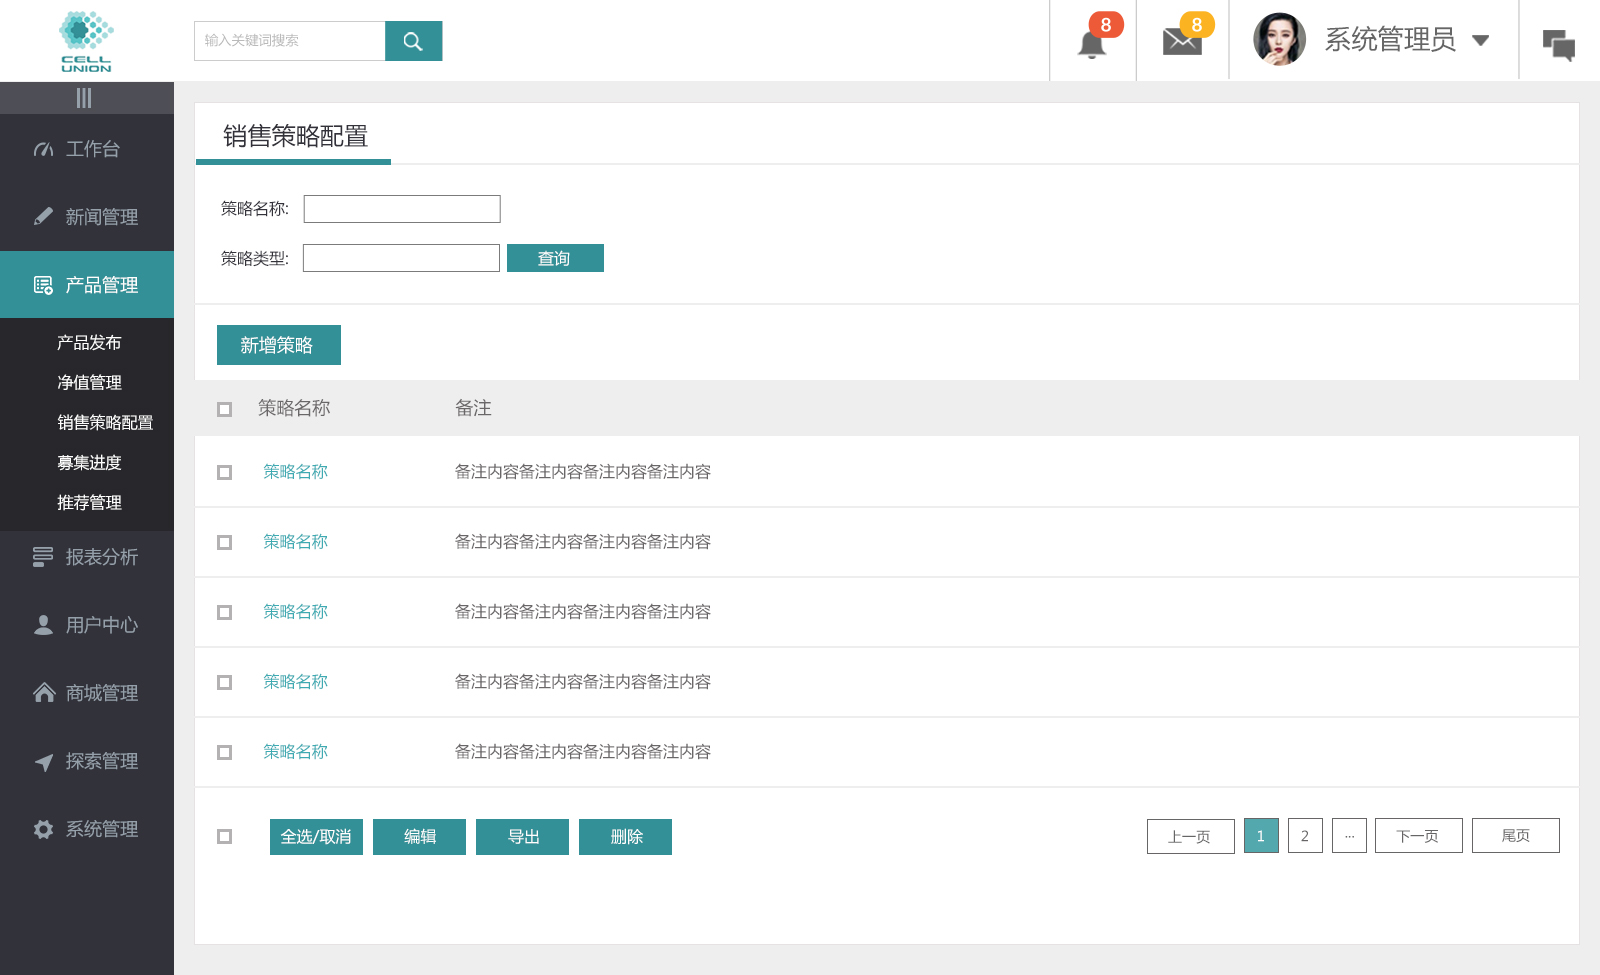 CELL
UNION
输入关键词搜索
8
8
系统管理员
工作台
新闻管理
产品管理
产品发布
净值管理
销售策略配置
募集进度
推荐管理
报表分析
用户中心
商城管理
探索管理
系统管理
销售策略配置
策略名称:
策略类型:
查询
新增策略
策略名称 备注
策略名称 备注内容备注内容备注内容备注内容
策略名称 备注内容备注内容备注内容备注内容
策略名称 备注内容备注内容备注内容备注内容
策略名称 备注内容备注内容备注内容备注内容
策略名称 备注内容备注内容备注内容备注内容
全选/取消 编辑 导出 删除 上一页 1 2 ... 下一页 尾页